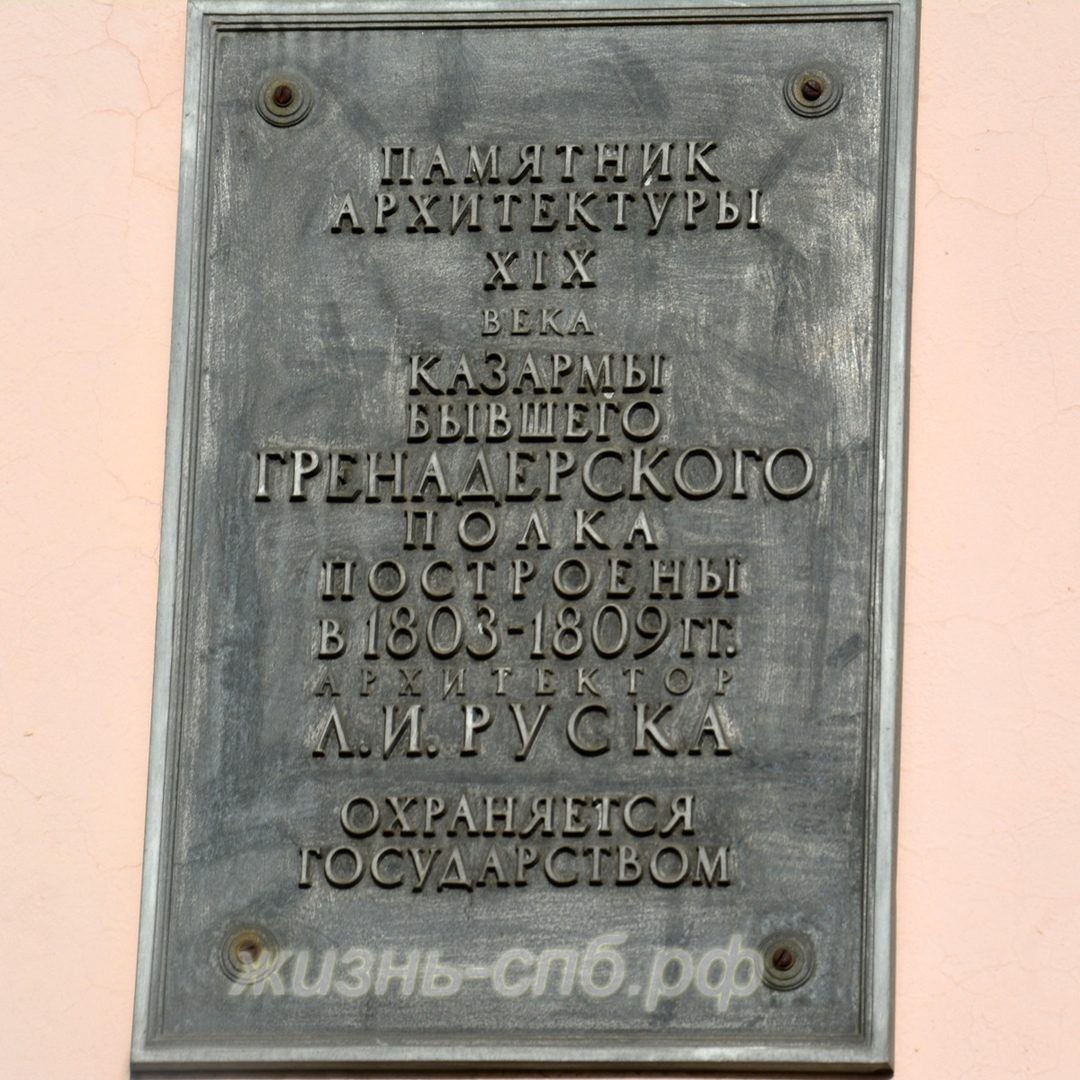 ПАМЯТНИК
АРХИТЕКТУРЫ
XIX
ВЕКА
КАЗАРМЫ
БЫВШЕГО
ГРЕНАДЕРСКОГО
ПОЛКА
ПОСТРОЕНЫ
В 1803-1809 ГГ.
АРХИТЕКТОР
Л.И. РУСКА
ОХРАНЯЕТСЯ
ГОСУДАРСТВОМ
жизнь-спб.рф